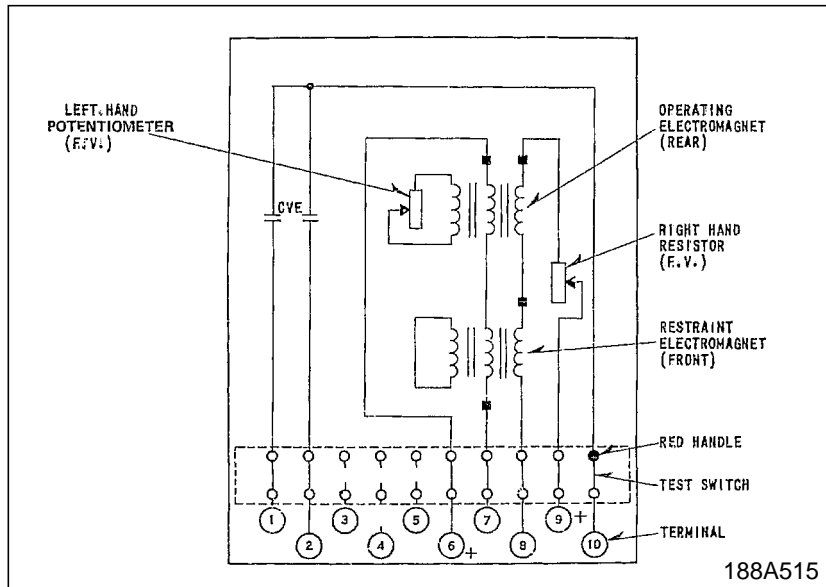 LEFT-HAND
POTENTIOMETER
(F.V.)
CVE
OPERATING
ELECTROMAGNET
(REAR)
RIGHT HAND
RESISTOR
(F.V.)
RESTRAINT
ELECTROMAGNET
(FRONT)
RED HANDLE
TEST SWITCH
1 3 5 7 9 +
2 4 6 + 8 10
TERMINAL
188A515